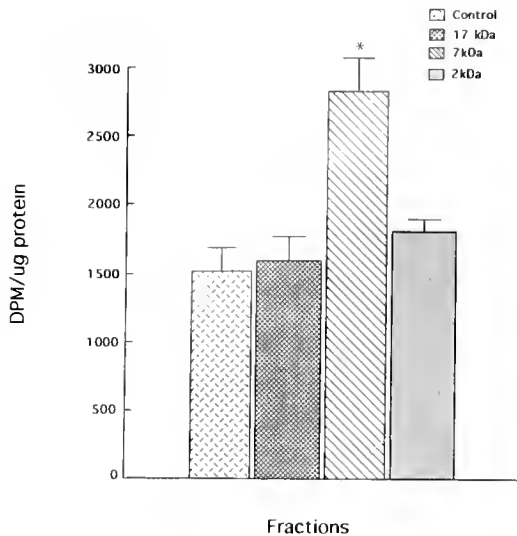 Control
17 kDa
7kDa
2kDa
*
3000
2500
2000
1500
1000
500
0
DPM/ug protein
Fractions